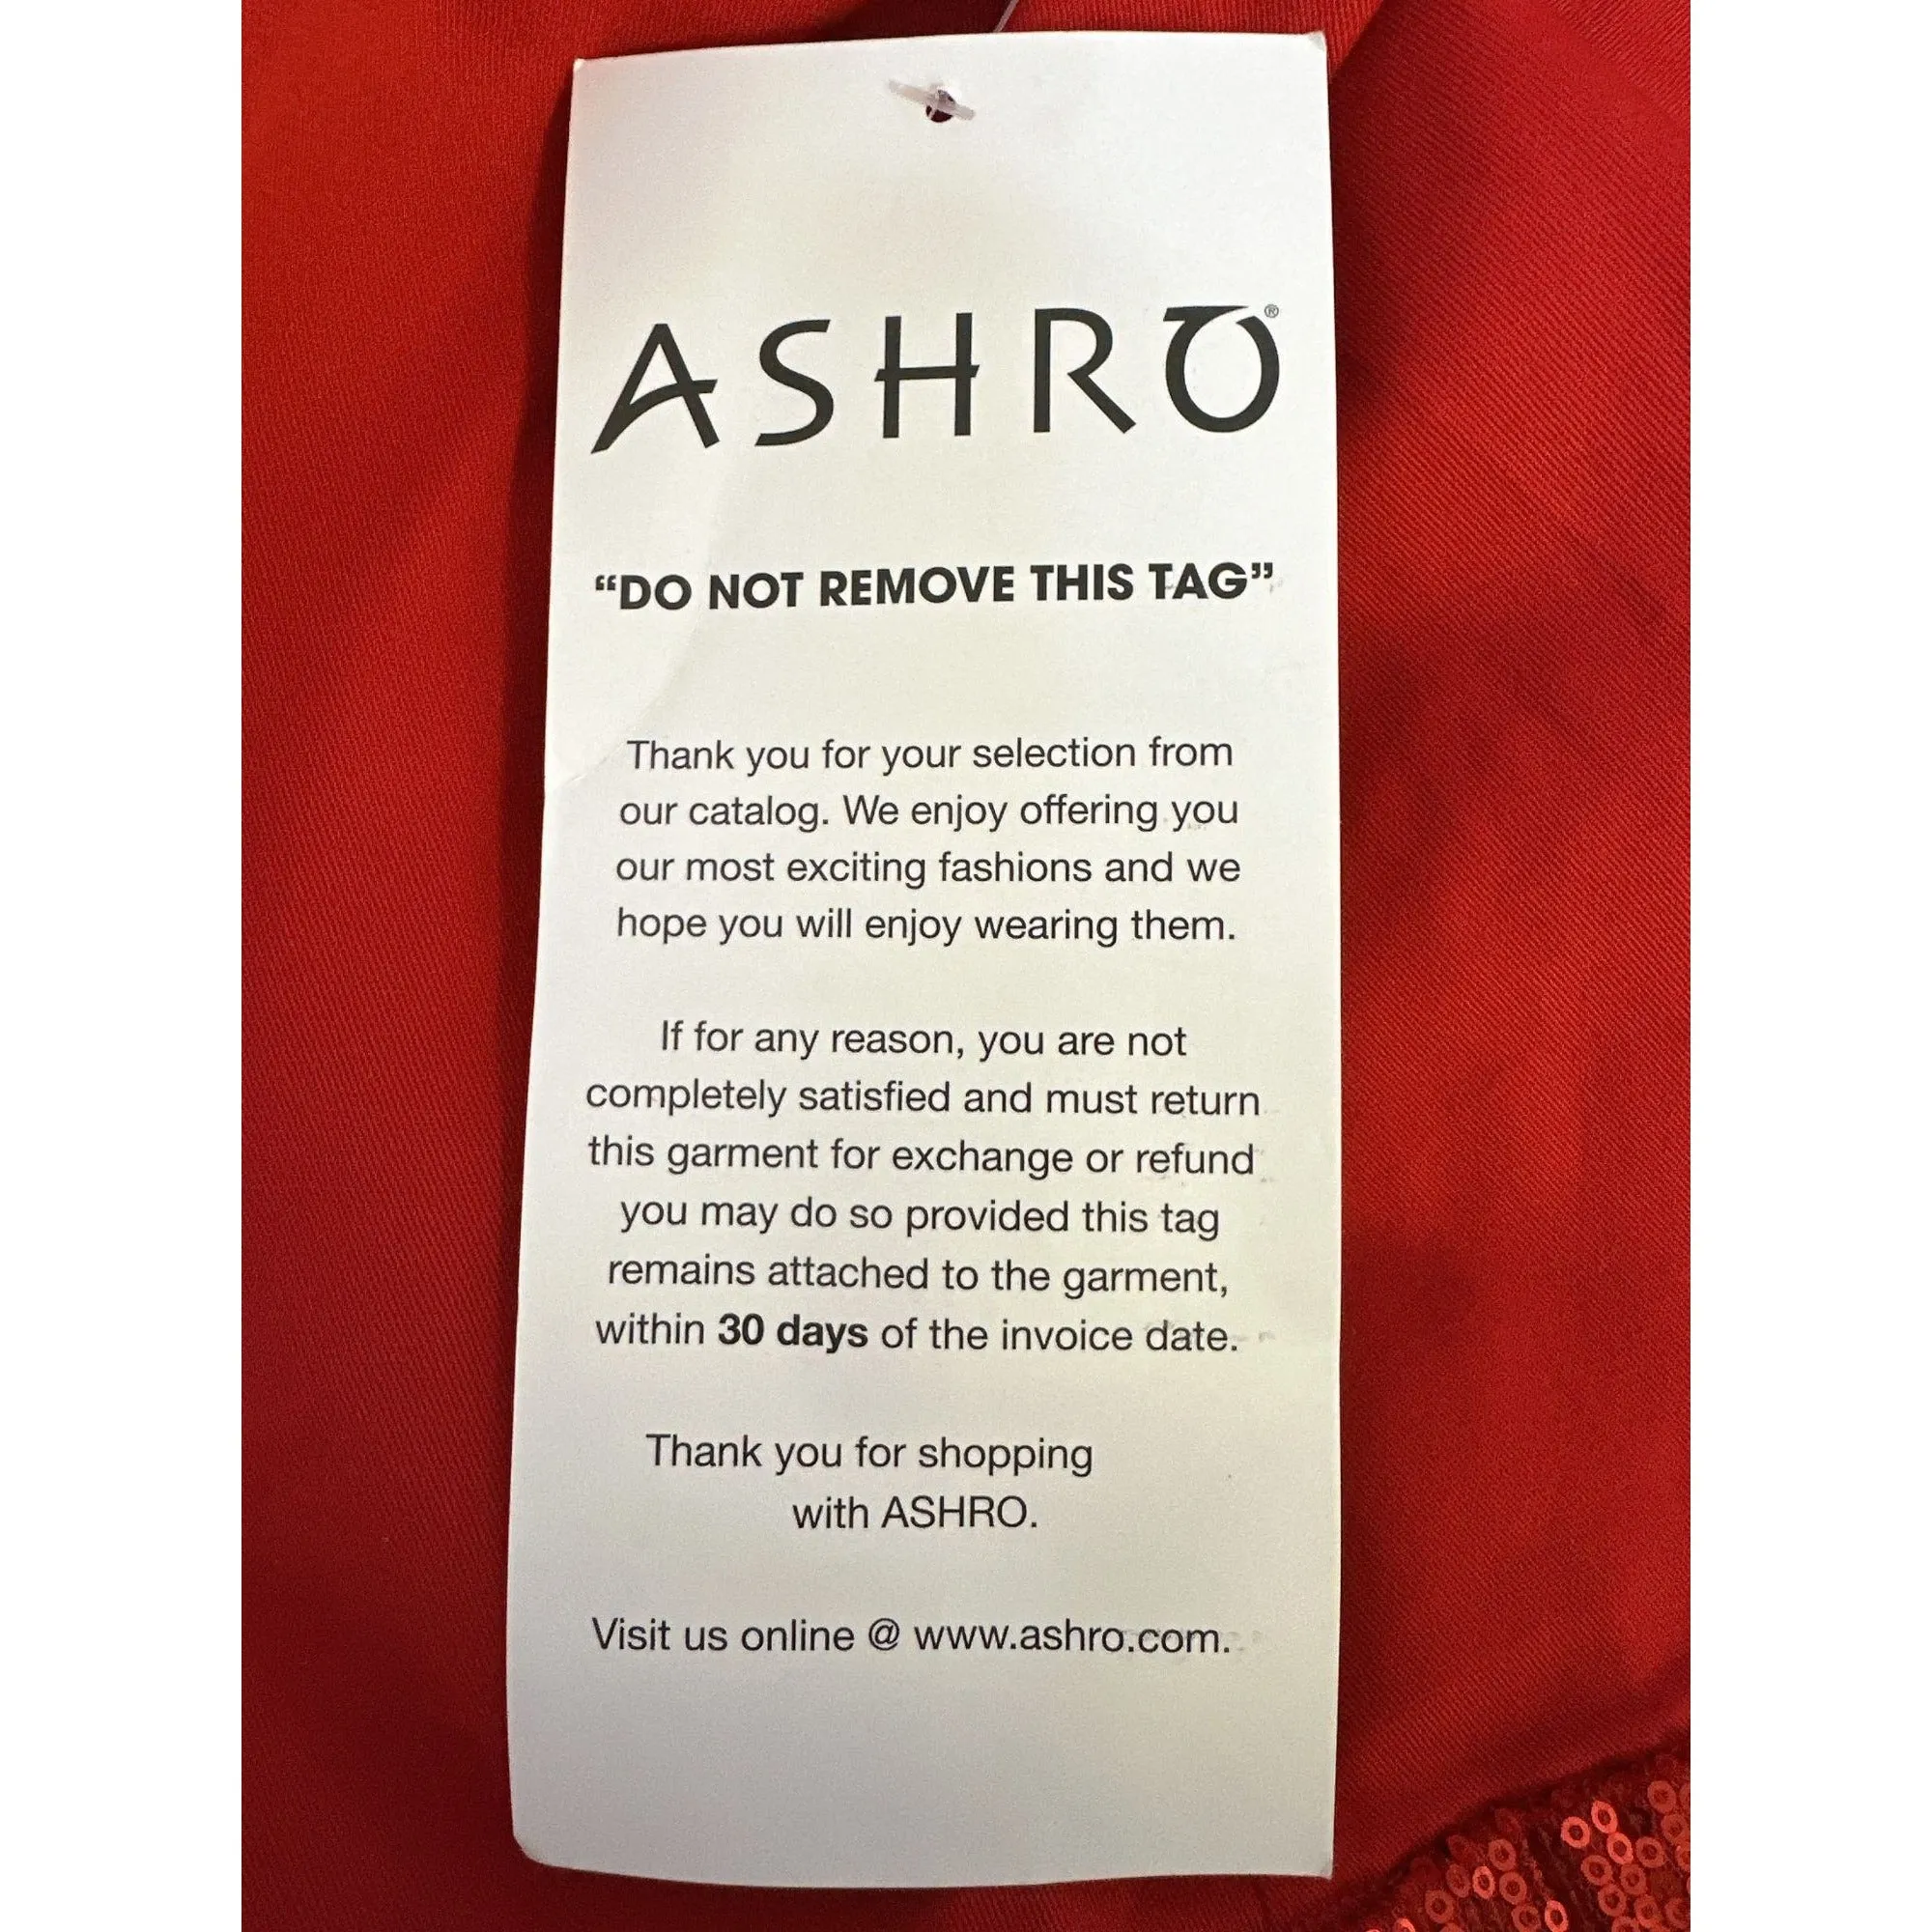 ASHRO®
“DO NOT REMOVE THIS TAG”
Thank you for your selection from
our catalog. We enjoy offering you
our most exciting fashions and we
hope you will enjoy wearing them.
If for any reason, you are not
completely satisfied and must return
this garment for exchange or refund
you may do so provided this tag
remains attached to the garment,
within 30 days of the invoice date.
Thank you for shopping
with ASHRO.
Visit us online @ www.ashro.com.